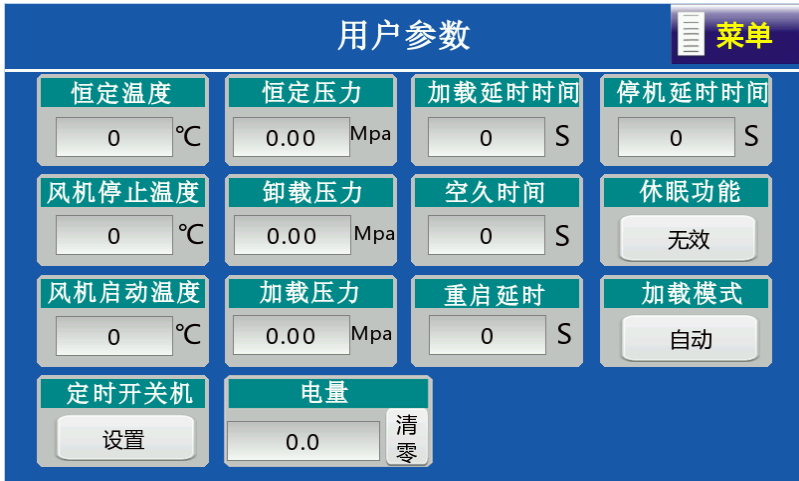 用户参数
菜单
恒定温度 恒定压力 加载延时时间 停机延时时间
0 ℃ 0.00 Mpa 0 S 0 S
风机停止温度 卸载压力 空久时间 休眠功能
0 ℃ 0.00 Mpa 0 S 无效
风机启动温度 加载压力 重启延时 加载模式
0 ℃ 0.00 Mpa 0 S 自动
定时开关机 电量
设置 0.0 清零